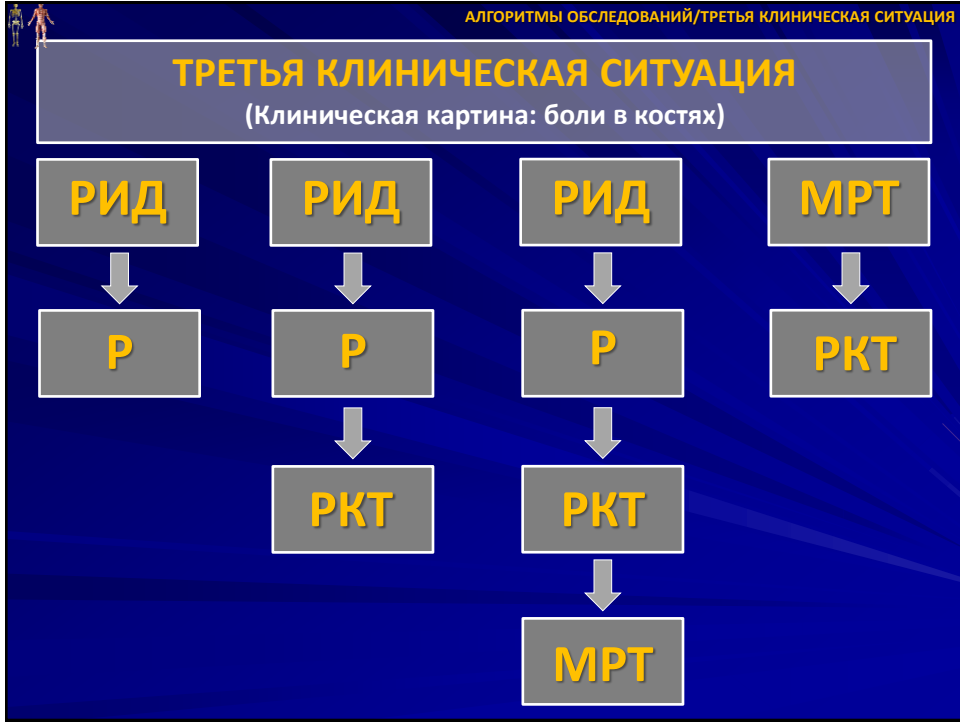 АЛГОРИТМЫ ОБСЛЕДОВАНИЙ/ТРЕТЬЯ КЛИНИЧЕСКАЯ СИТУАЦИЯ
ТРЕТЬЯ КЛИНИЧЕСКАЯ СИТУАЦИЯ
(Клиническая картина: боли в костях)
РИД РИД РИД МРТ
Р Р Р РКТ
РКТ РКТ
МРТ